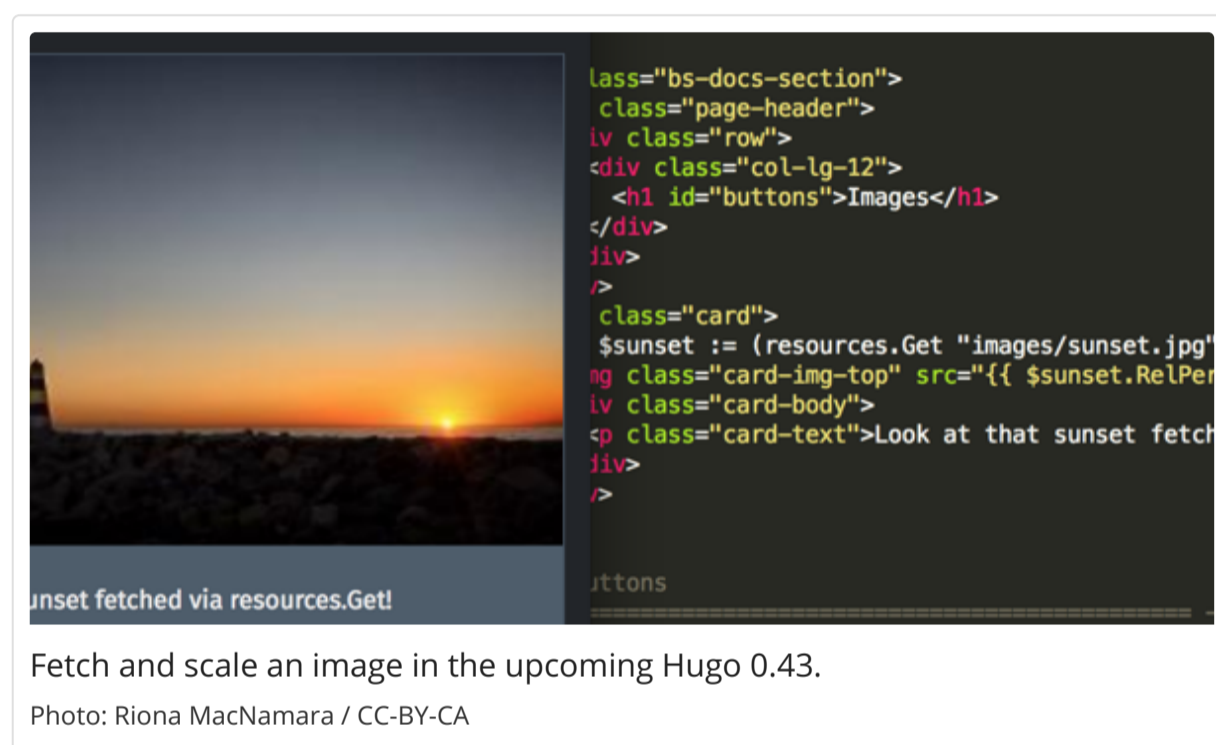 lass="bs-docs-section">
class="page-header">
iv class="row">
<div class="col-lg-12">
<h1 id="buttons">Images</h1>
</div>
div>
/>
class="card">
$sunset := (resources.Get "images/sunset.jpg"
mg class="card-img-top" src="{{ $sunset.RelPer
iv class="card-body">
<p class="card-text">Look at that sunset fetch
div>
/>
uttons
unset fetched via resources.Get!
Fetch and scale an image in the upcoming Hugo 0.43.
Photo: Riona MacNamara / CC-BY-CA